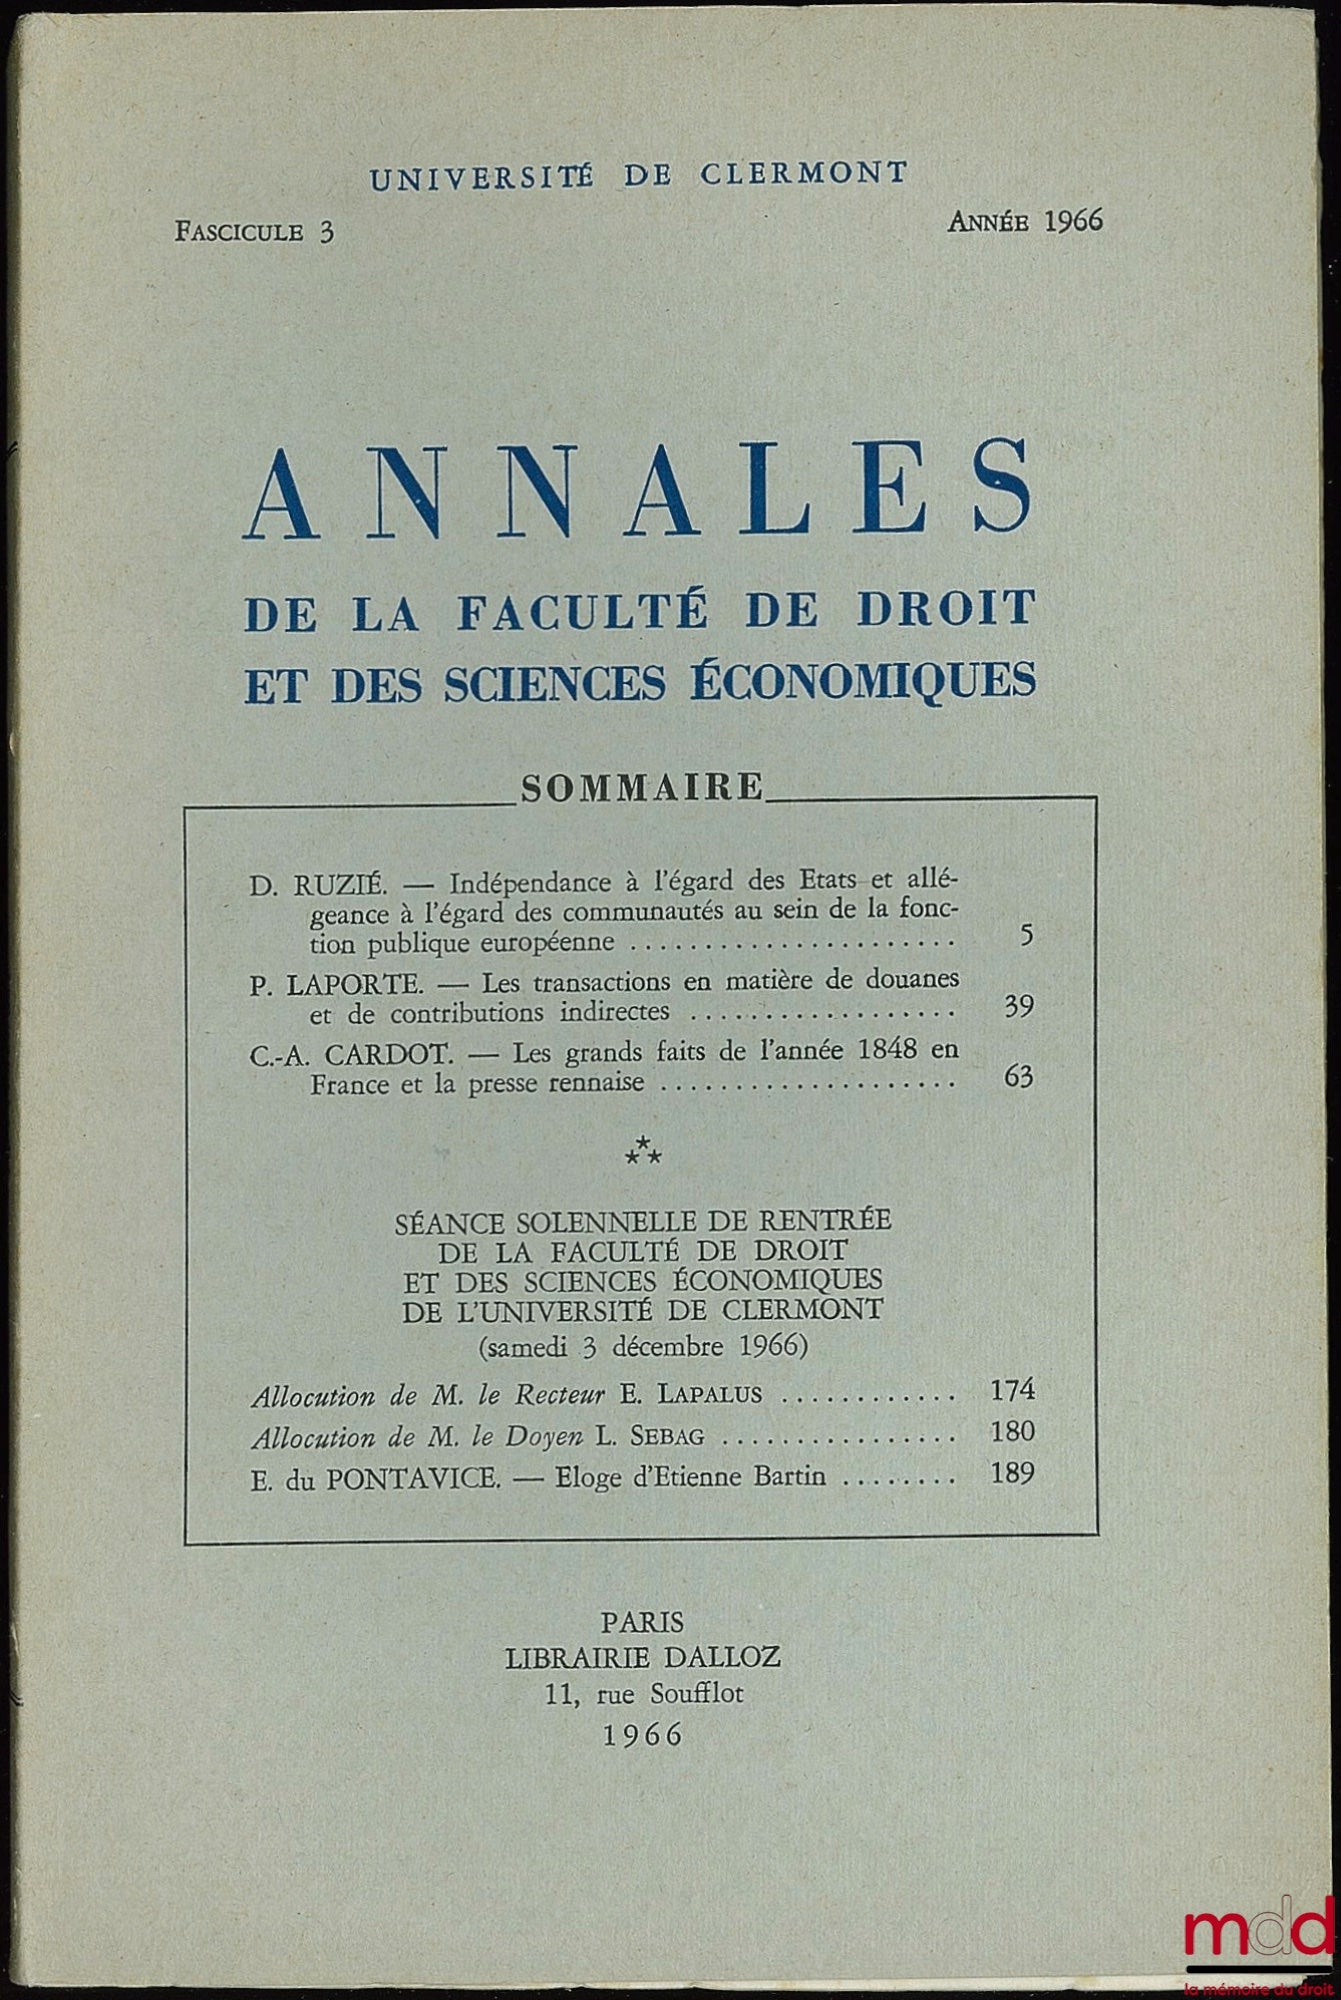 UNIVERSITÉ DE CLERMONT
FASCICULE 3
ANNÉE 1966
ANNALES
DE LA FACULTÉ DE DROIT
ET DES SCIENCES ÉCONOMIQUES
SOMMAIRE
D. RUZIÉ. — Indépendance à l'égard des Etats et allé-
geance à l'égard des communautés au sein de la fonc-
tion publique européenne ...................... 5
P. LAPORTE. — Les transactions en matière de douanes
et de contributions indirectes .................. 39
C.-A. CARDOT. — Les grands faits de l'année 1848 en
France et la presse rennaise .................... 63
SÉANCE SOLENNELLE DE RENTRÉE
DE LA FACULTÉ DE DROIT
ET DES SCIENCES ÉCONOMIQUES
DE L'UNIVERSITÉ DE CLERMONT
(samedi 3 décembre 1966)
Allocution de M. le Recteur E. LAPALUS ............ 174
Allocution de M. le Doyen L. SEBAG ................ 180
E. du PONTAVICE. — Eloge d'Etienne Bartin ........ 189
PARIS
LIBRAIRIE DALLOZ
11, rue Soufflot
1966
mdd
la mémoire du droit